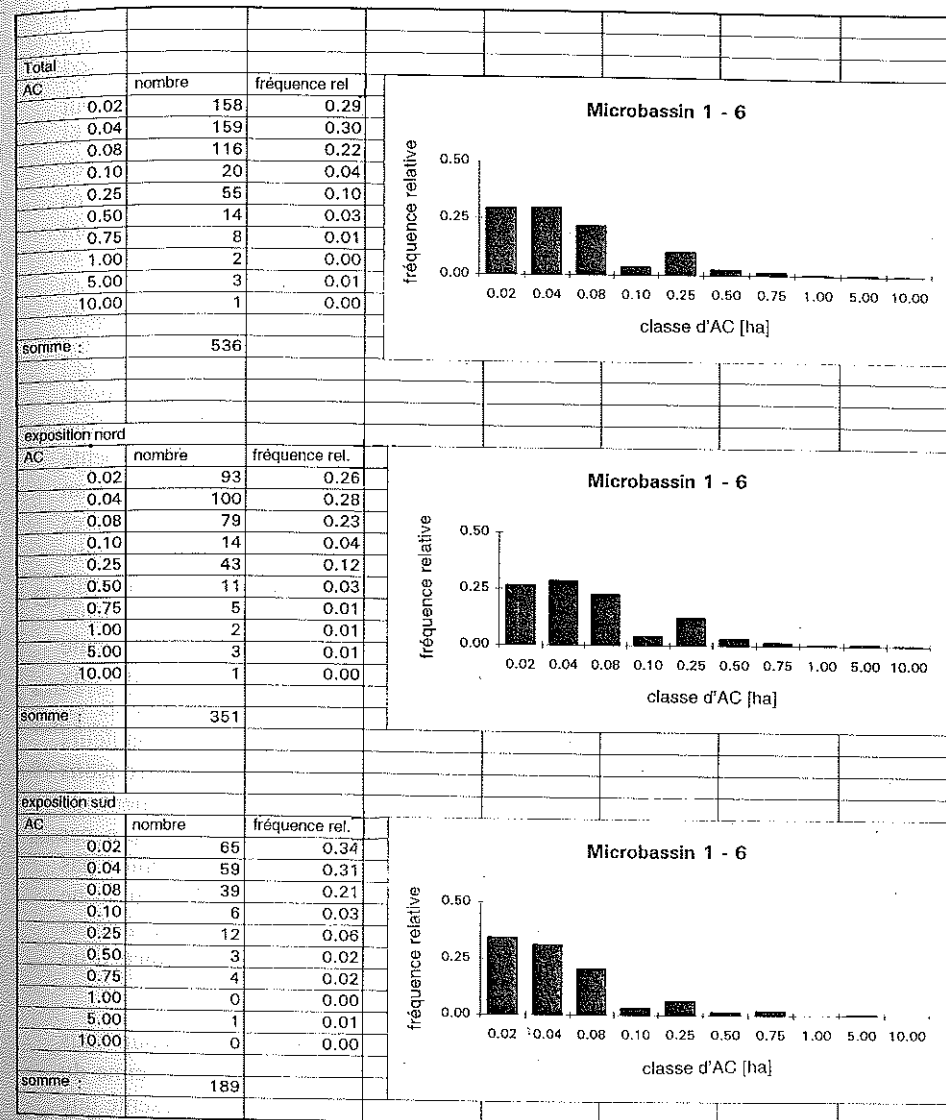 Total
AC nombre fréquence rel
0.02 158 0.29
0.04 159 0.30
0.08 116 0.22
0.10 20 0.04
0.25 55 0.10
0.50 14 0.03
0.75 8 0.01
1.00 2 0.00
5.00 3 0.01
10.00 1 0.00
somme : 536
Microbassin 1 - 6
fréquence relative
0.50
0.25
0.00
0.02 0.04 0.08 0.10 0.25 0.50 0.75 1.00 5.00 10.00
classe d'AC [ha]
exposition nord
AC nombre fréquence rel.
0.02 93 0.26
0.04 100 0.28
0.08 79 0.23
0.10 14 0.04
0.25 43 0.12
0.50 11 0.03
0.75 5 0.01
1.00 2 0.01
5.00 3 0.01
10.00 1 0.00
somme : 351
Microbassin 1 - 6
fréquence relative
0.50
0.25
0.00
0.02 0.04 0.08 0.10 0.25 0.50 0.75 1.00 5.00 10.00
classe d'AC [ha]
exposition sud
AC nombre fréquence rel.
0.02 65 0.34
0.04 59 0.31
0.08 39 0.21
0.10 6 0.03
0.25 12 0.06
0.50 3 0.02
0.75 4 0.02
1.00 0 0.00
5.00 1 0.01
10.00 0 0.00
somme : 189
Microbassin 1 - 6
fréquence relative
0.50
0.25
0.00
0.02 0.04 0.08 0.10 0.25 0.50 0.75 1.00 5.00 10.00
classe d'AC [ha]